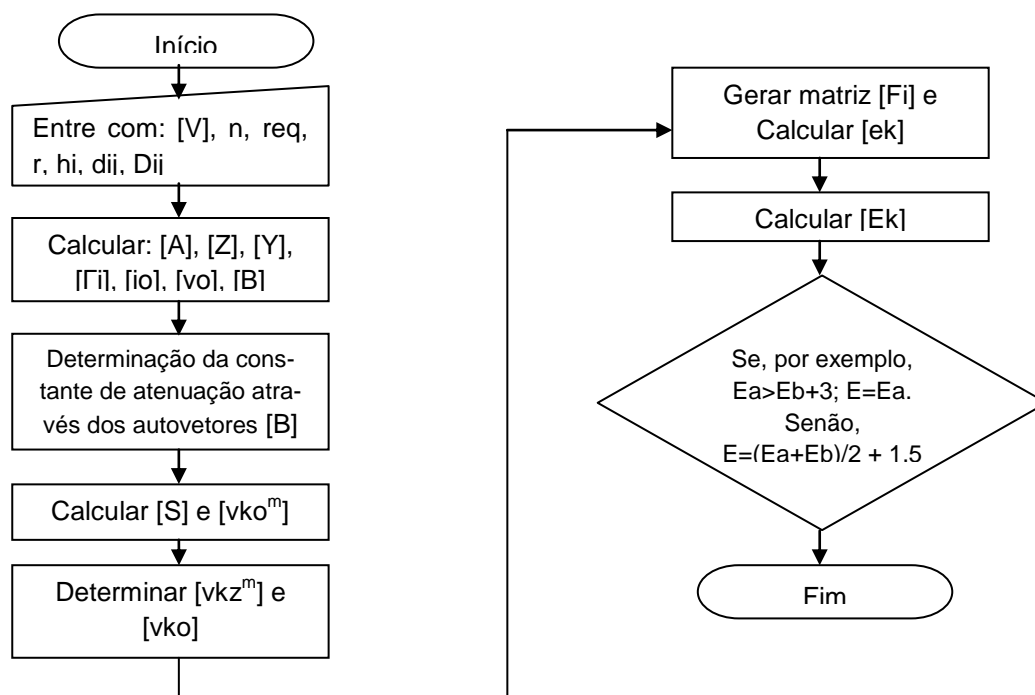 Início
Entre com: [V], n, req,
r, hi, dij, Dij
Calcular: [A], [Z], [Y],
[Γi], [io], [vo], [B]
Determinação da cons-
tante de atenuação atra-
vés dos autovetores [B]
Calcular [S] e [vko^m]
Determinar [vkz^m] e
[vko]
Gerar matriz [Fi] e
Calcular [ek]
Calcular [Ek]
Se, por exemplo,
Ea>Eb+3; E=Ea.
Senão,
E=(Ea+Eb)/2 + 1.5
Fim